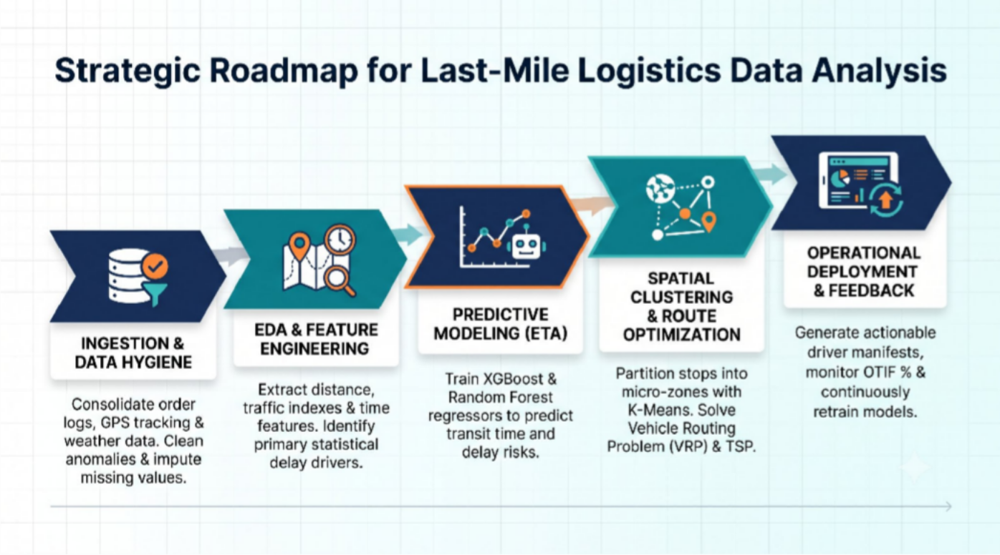 Strategic Roadmap for Last-Mile Logistics Data Analysis
INGESTION &
DATA HYGIENE
Consolidate order
logs, GPS tracking &
weather data. Clean
anomalies & impute
missing values.
EDA & FEATURE
ENGINEERING
Extract distance,
traffic indexes & time
features. Identify
primary statistical
delay drivers.
PREDICTIVE
MODELING (ETA)
Train XGBoost &
Random Forest
regressors to predict
transit time and
delay risks.
SPATIAL
CLUSTERING
& ROUTE
OPTIMIZATION
Partition stops into
micro-zones with
K-Means. Solve
Vehicle Routing
Problem (VRP) & TSP.
OPERATIONAL
DEPLOYMENT
& FEEDBACK
Generate actionable
driver manifests,
monitor OTIF % &
continuously
retrain models.